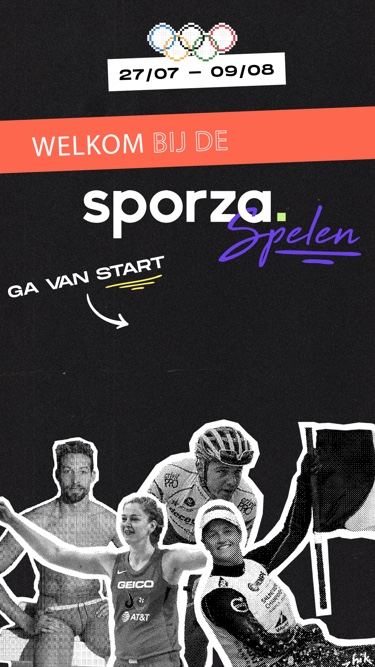 27/07 – 09/08
WELKOM BIJ DE
sporza.
Spelen
GA VAN START
GEICO
AT&T